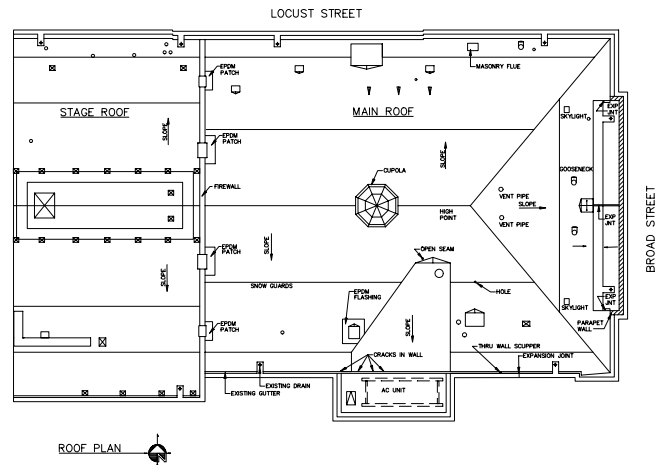 LOCUST STREET
EPDM
PATCH
MASONRY FLUE
STAGE ROOF
MAIN ROOF
SKYLIGHT
EXP
JNT
SLOPE
EPDM
PATCH
SLOPE
CUPOLA
GOOSENECK
FIREWALL
VENT PIPE
SLOPE
HIGH
POINT
VENT PIPE
EXP
JNT
BROAD STREET
SLOPE
EPDM
PATCH
OPEN SEAM
SLOPE
SNOW GUARDS
EPDM
FLASHING
HOLE
SKYLIGHT
EXP
JNT
EPDM
PATCH
SLOPE
PARAPET
WALL
THRU WALL SCUPPER
CRACKS IN WALL
EXPANSION JOINT
EXISTING DRAIN
EXISTING GUTTER
AC UNIT
ROOF PLAN
N